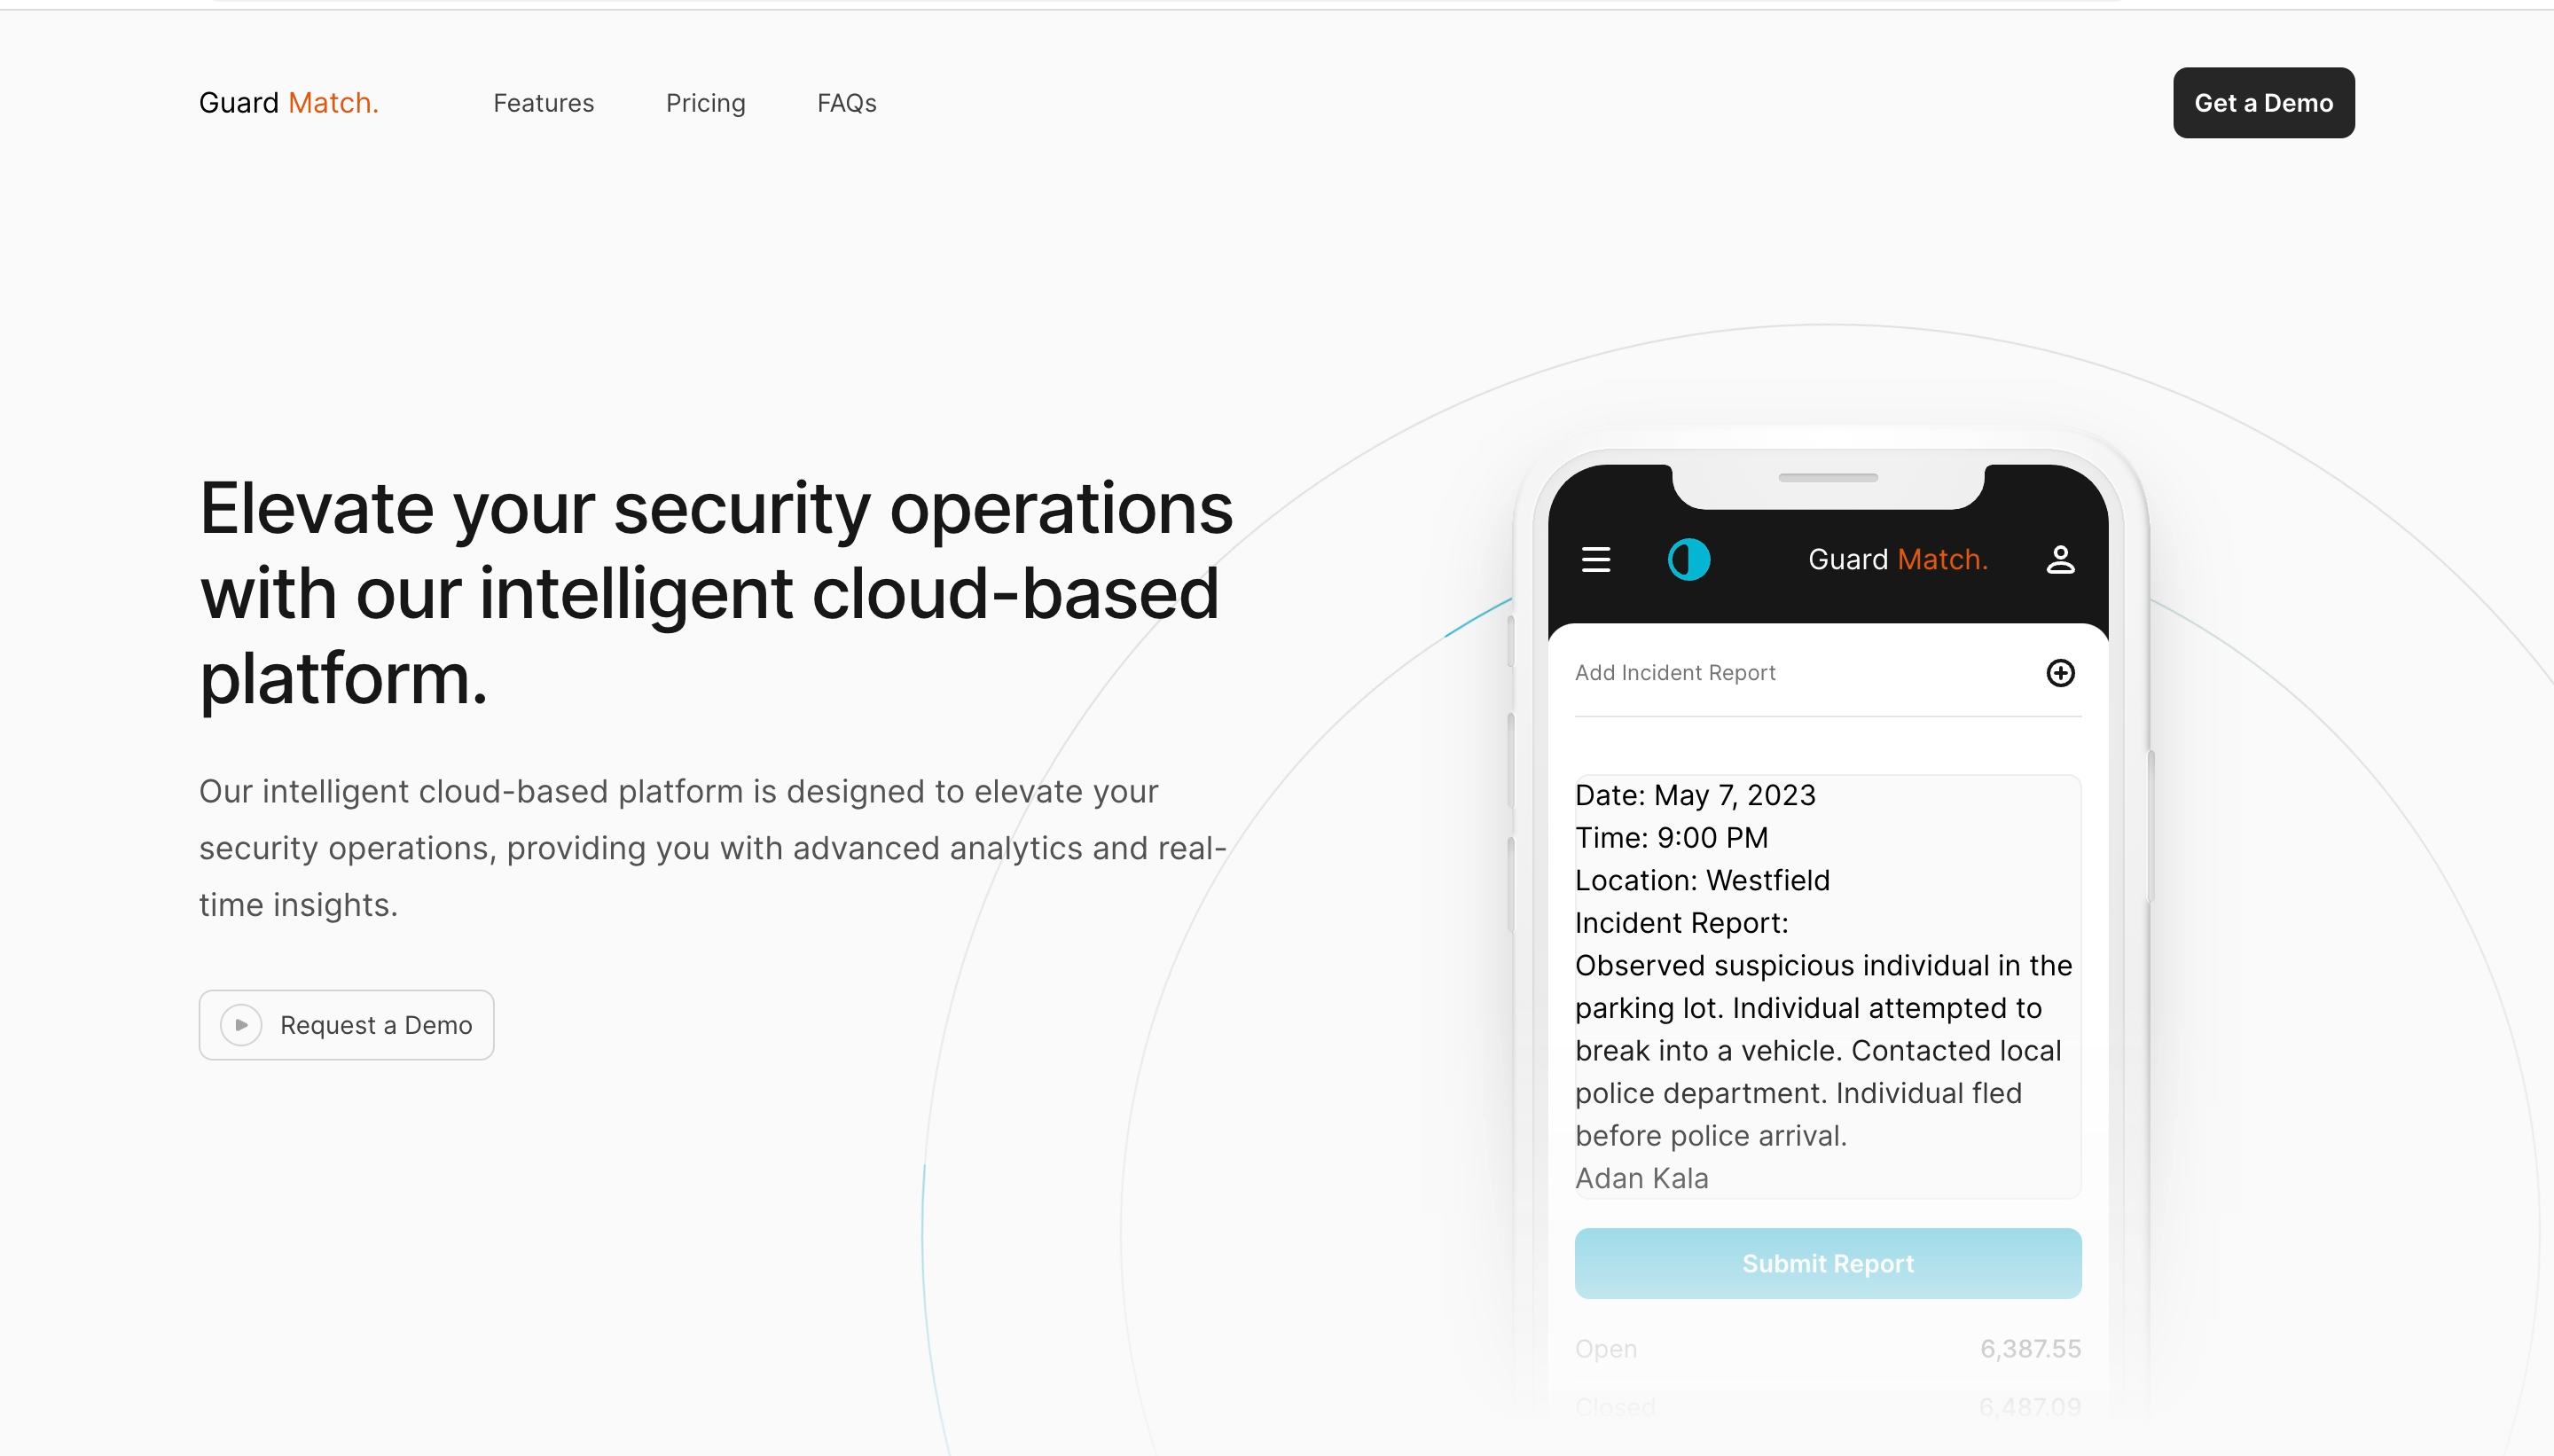 Guard Match.
Features
Pricing
FAQs
Get a Demo
Elevate your security operations
with our intelligent cloud-based
platform.
Our intelligent cloud-based platform is designed to elevate your
security operations, providing you with advanced analytics and real-
time insights.
Request a Demo
Guard Match.
Add Incident Report
Date: May 7, 2023
Time: 9:00 PM
Location: Westfield
Incident Report:
Observed suspicious individual in the
parking lot. Individual attempted to
break into a vehicle. Contacted local
police department. Individual fled
before police arrival.
Adan Kala
Submit Report
Open 6,387.55
Closed 6,487.09